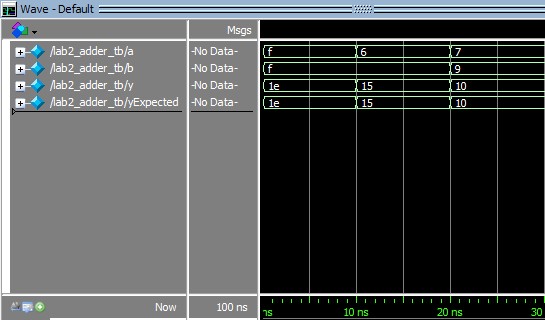 Wave - Default
Msgs
/lab2_adder_tb/a -No Data- f 6 7
/lab2_adder_tb/b -No Data- f 9
/lab2_adder_tb/y -No Data- 1e 15 10
/lab2_adder_tb/yExpected -No Data- 1e 15 10
Now 100 ns ns 10 ns 20 ns 30